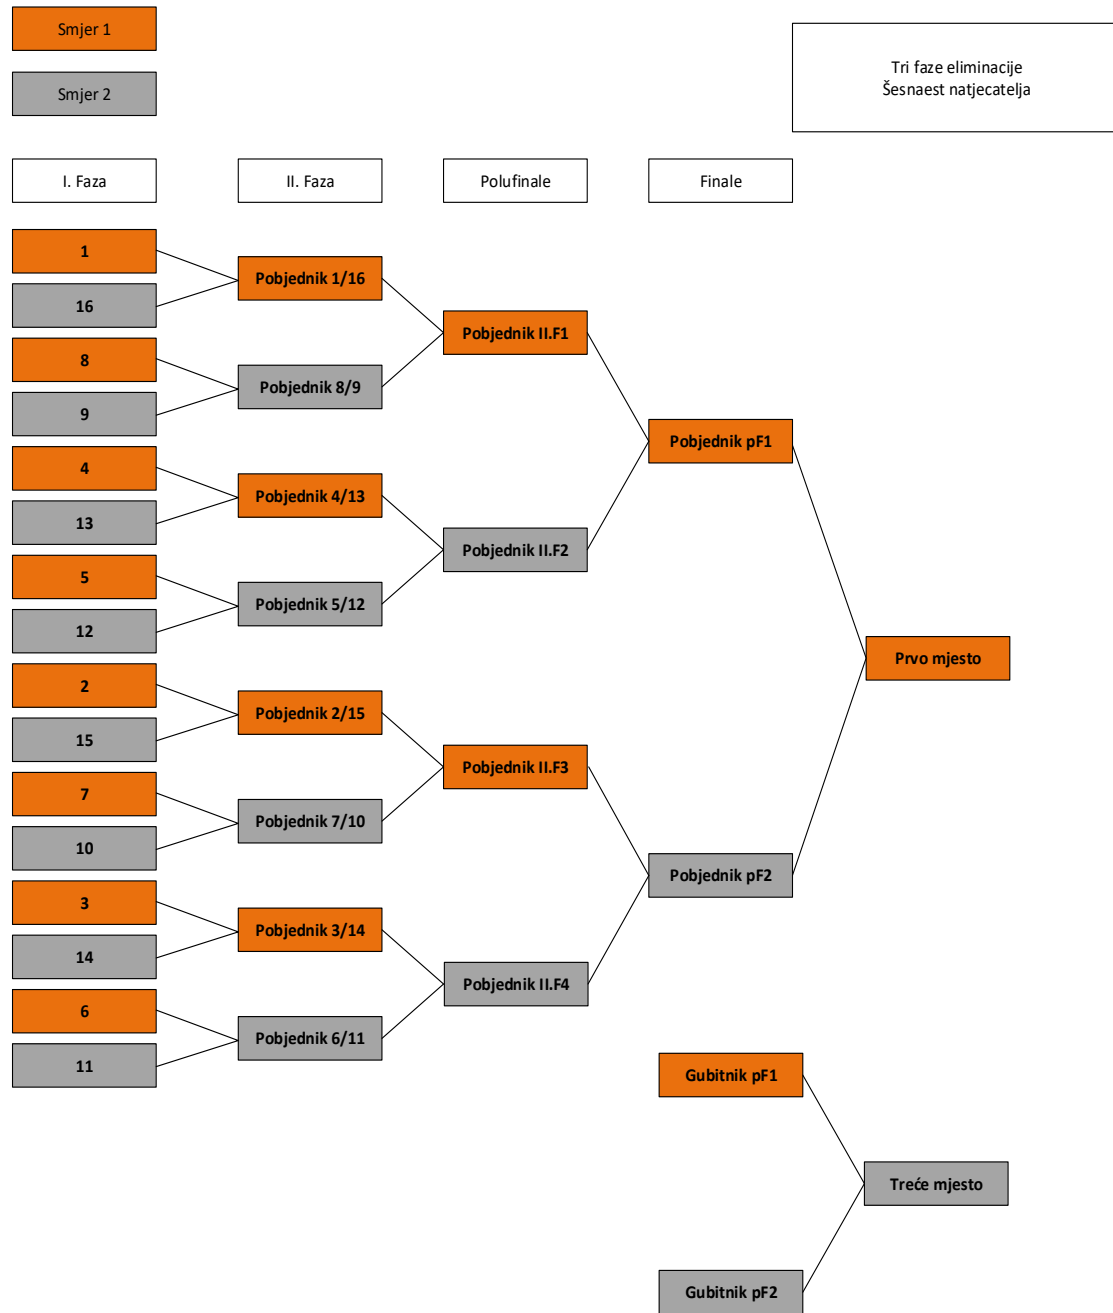 Smjer 1
Smjer 2
Tri faze eliminacije
Šesnaest natjecatelja
I. Faza
II. Faza
Polufinale
Finale
1
16
8
9
4
13
5
12
2
15
7
10
3
14
6
11
Pobjednik 1/16
Pobjednik 8/9
Pobjednik 4/13
Pobjednik 5/12
Pobjednik 2/15
Pobjednik 7/10
Pobjednik 3/14
Pobjednik 6/11
Pobjednik II.F1
Pobjednik II.F2
Pobjednik II.F3
Pobjednik II.F4
Pobjednik pF1
Pobjednik pF2
Prvo mjesto
Gubitnik pF1
Gubitnik pF2
Treće mjesto